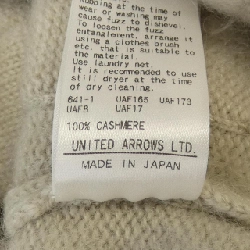 rubbing at the time of
wear or washing may
cause fuzz to dishevel.
To loosen the fuzz
entanglement, arrange it
using a clothes brush
etc. that is suitable to
the material.
Use laundry net
It is recommended to use
still dryer at the time
of dry cleaning.
641-1 UAF165 UAF173
UAF8 UAF17
100% CASHMERE
UNITED ARROWS LTD.
MADE IN JAPAN